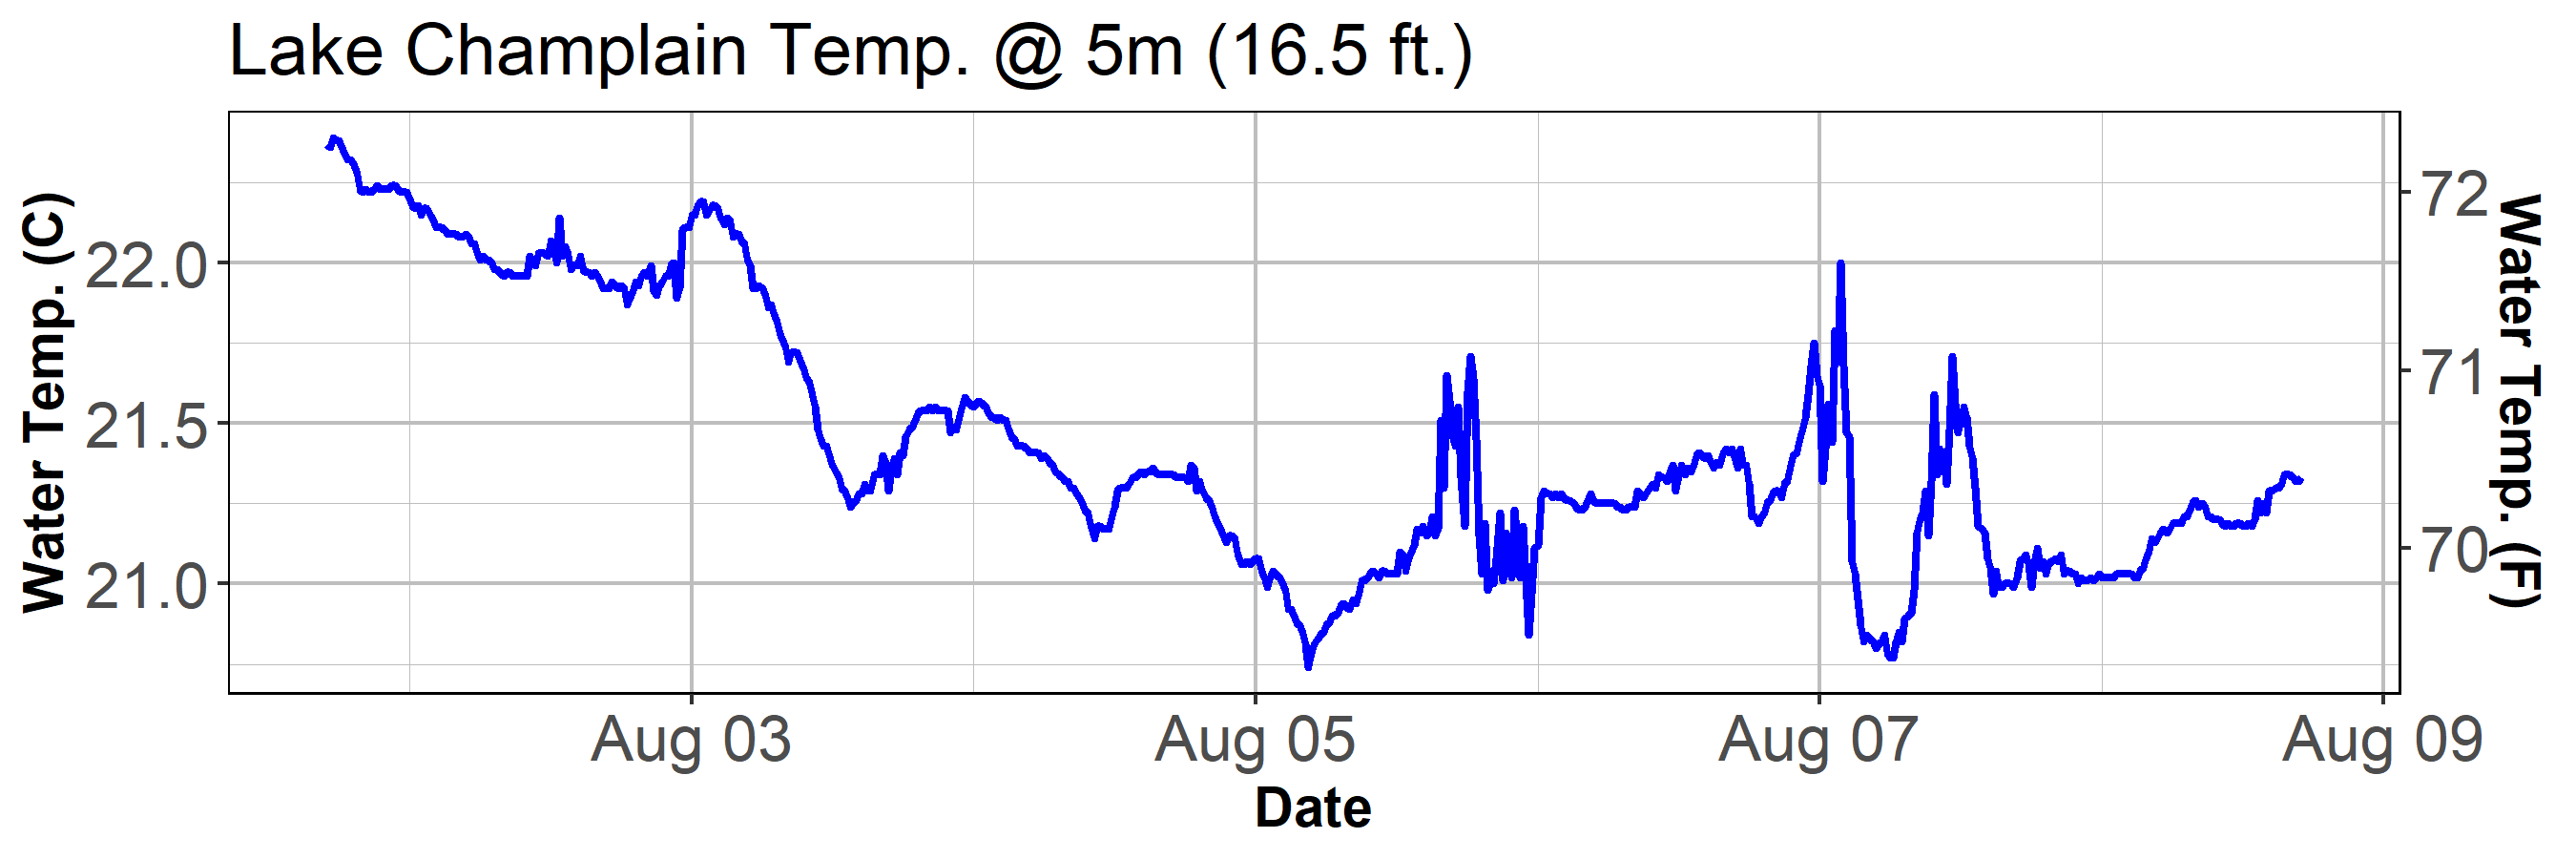 Lake Champlain Temp. @ 5m (16.5 ft.)
Water Temp. (C)
22.0
21.5
21.0
72
71
70
Water Temp. (F)
Aug 03
Aug 05
Aug 07
Aug 09
Date